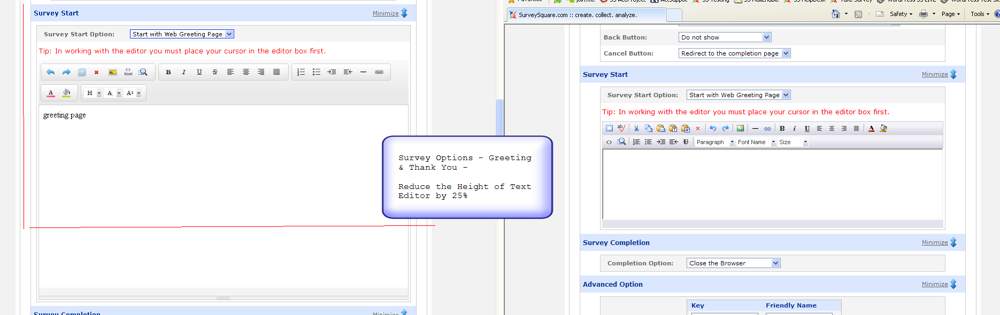 Survey Start
Minimize
Survey Start Option:
Start with Web Greeting Page
Tip: In working with the editor you must place your cursor in the editor box first.
html
B I U S
A
H A A
greeting page
Survey Completion
Minimize
Survey Options - Greeting
& Thank You -
Reduce the Height of Text
Editor by 25%
SurveySquare.com :: create. collect. analyze.
Safety
Page
Tools
Back Button:
Do not show
Cancel Button:
Redirect to the completion page
Survey Start
Minimize
Survey Start Option:
Start with Web Greeting Page
Tip: In working with the editor you must place your cursor in the editor box first.
B i U A
Paragraph
Font Name
Size
Survey Completion
Minimize
Completion Option:
Close the Browser
Advanced Option
Minimize
Key
Friendly Name